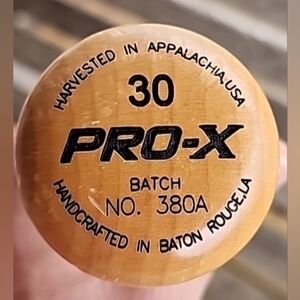 HARVESTED IN APPALACHIA, USA
30
PRO-X
BATCH
NO. 380A
HANDCRAFTED IN BATON ROUGE, LA